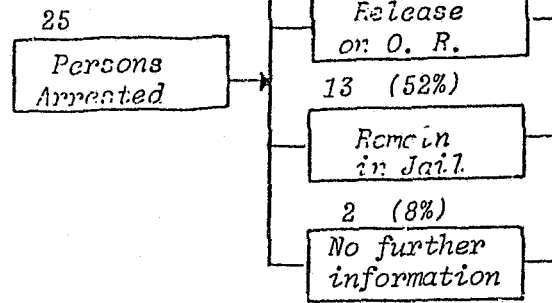 25
Persons
Arrested
Release
on O. R.
13 (52%)
Remain
in Jail
2 (8%)
No further
information